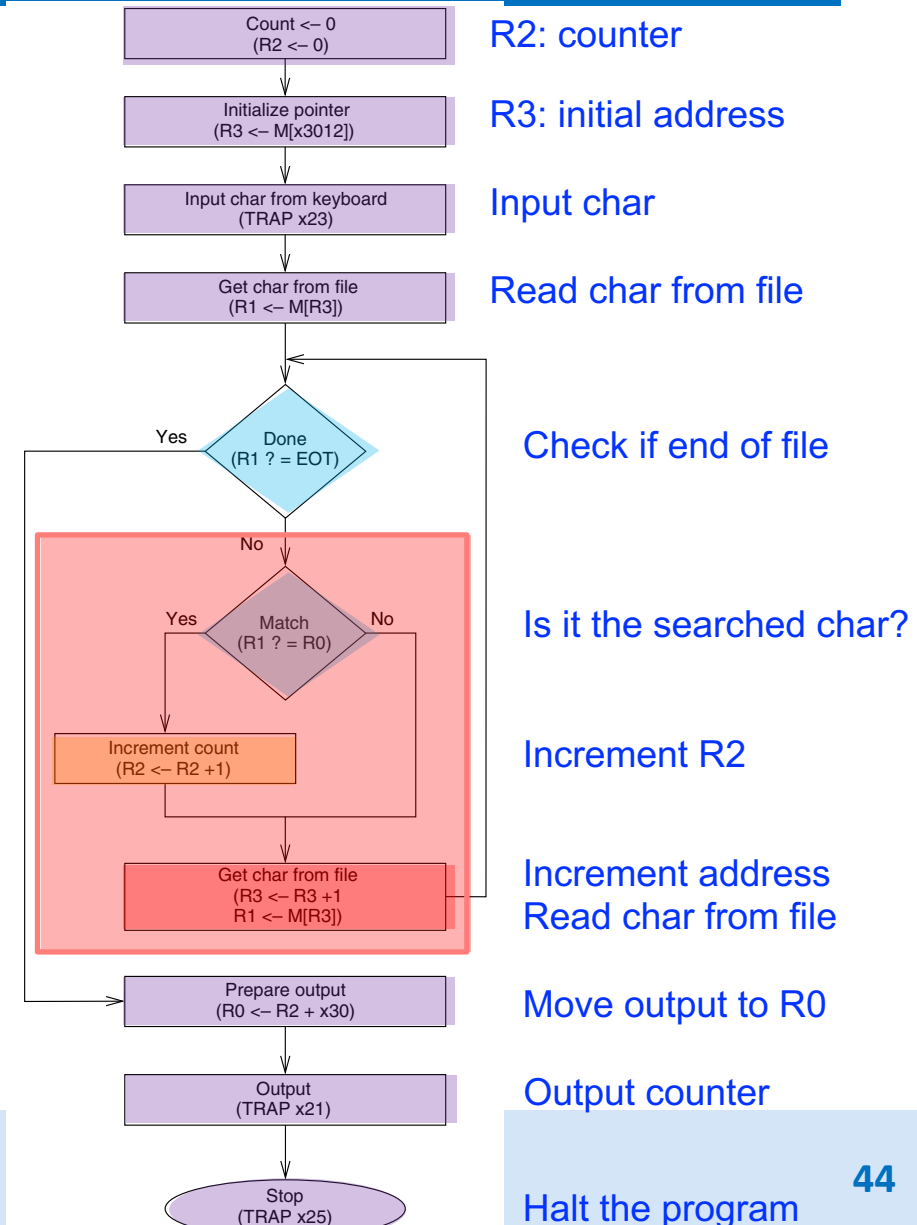 Count <– 0
(R2 <– 0)
R2: counter
Initialize pointer
(R3 <– M[x3012])
R3: initial address
Input char from keyboard
(TRAP x23)
Input char
Get char from file
(R1 <– M[R3])
Read char from file
Yes
Done
(R1 ? = EOT)
Check if end of file
No
Yes
Match
(R1 ? = R0)
No
Is it the searched char?
Increment count
(R2 <– R2 +1)
Increment R2
Get char from file
(R3 <– R3 +1
R1 <– M[R3])
Increment address
Read char from file
Prepare output
(R0 <– R2 + x30)
Move output to R0
Output
(TRAP x21)
Output counter
Stop
(TRAP x25)
Halt the program
44